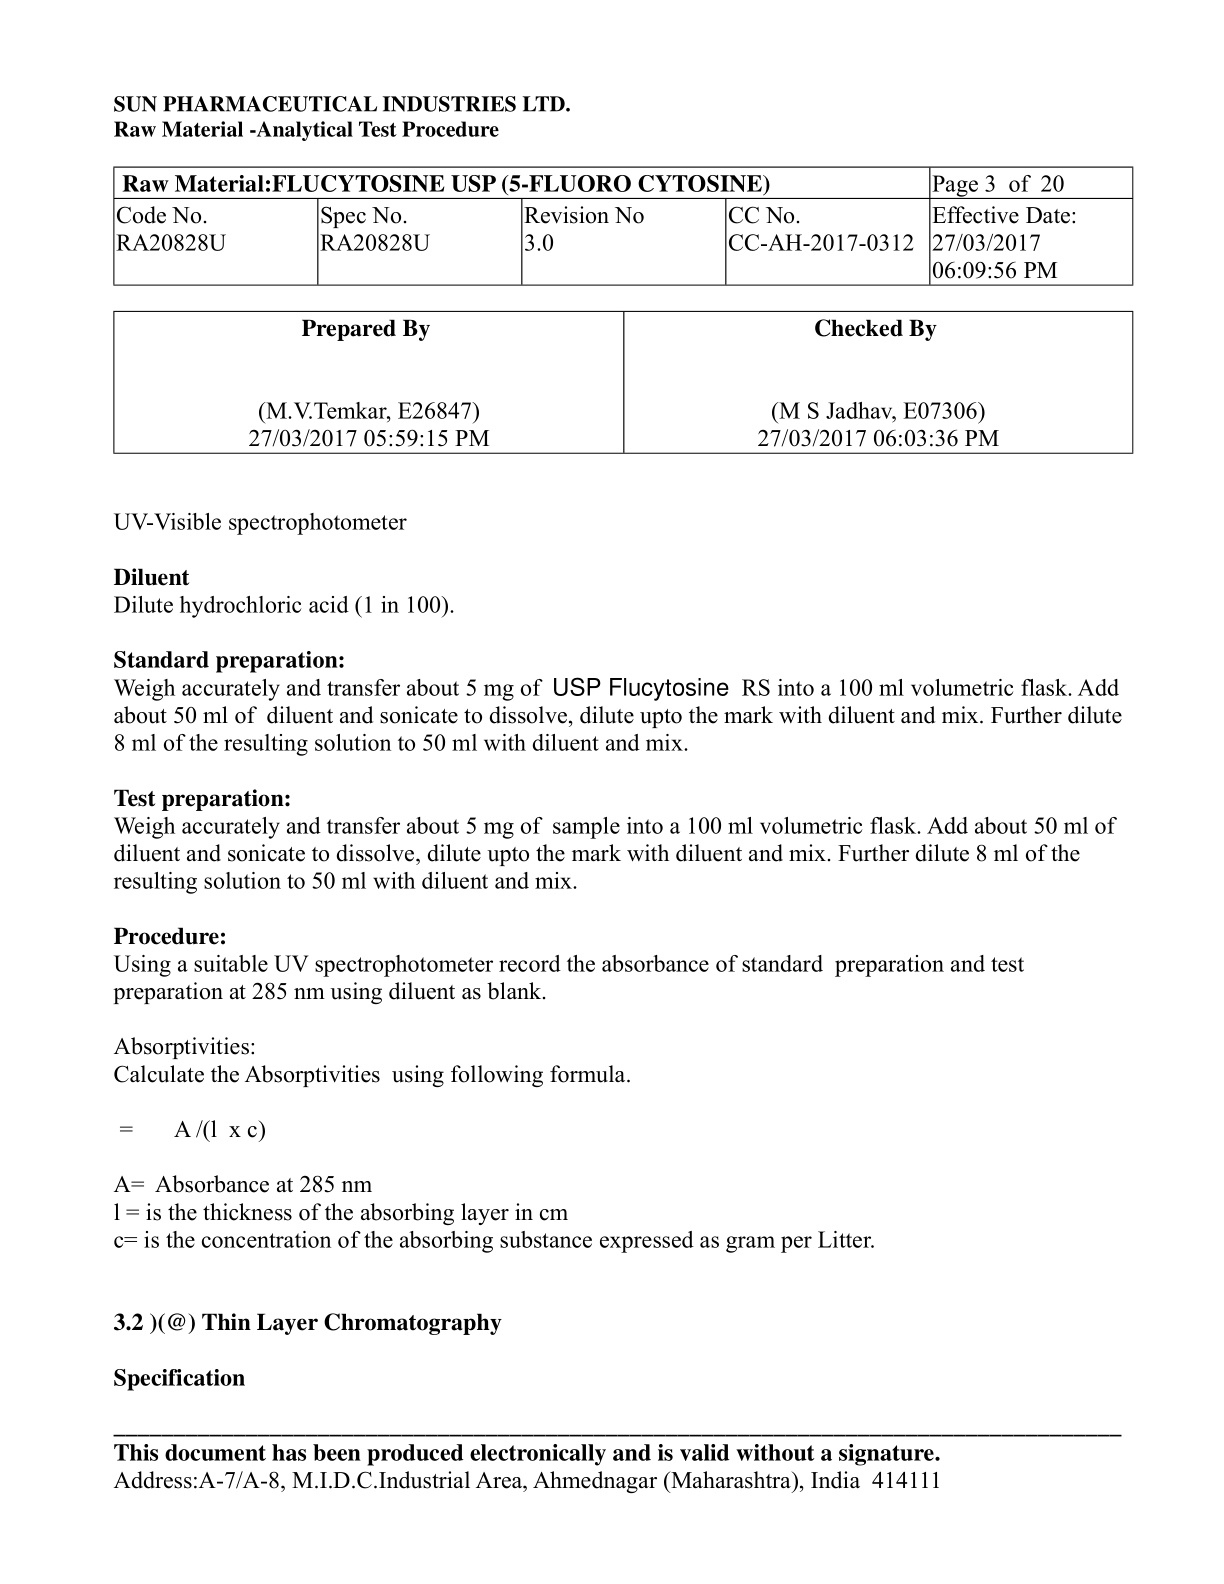 SUN PHARMACEUTICAL INDUSTRIES LTD.
Raw Material -Analytical Test Procedure
Raw Material:FLUCYTOSINE USP (5-FLUORO CYTOSINE)
Page 3 of 20
Code No.
RA20828U
Spec No.
RA20828U
Revision No
3.0
CC No.
CC-AH-2017-0312
Effective Date:
27/03/2017
06:09:56 PM
Prepared By
(M.V.Temkar, E26847)
27/03/2017 05:59:15 PM
Checked By
(M S Jadhav, E07306)
27/03/2017 06:03:36 PM
UV-Visible spectrophotometer
Diluent
Dilute hydrochloric acid (1 in 100).
Standard preparation:
Weigh accurately and transfer about 5 mg of USP Flucytosine RS into a 100 ml volumetric flask. Add
about 50 ml of diluent and sonicate to dissolve, dilute upto the mark with diluent and mix. Further dilute
8 ml of the resulting solution to 50 ml with diluent and mix.
Test preparation:
Weigh accurately and transfer about 5 mg of sample into a 100 ml volumetric flask. Add about 50 ml of
diluent and sonicate to dissolve, dilute upto the mark with diluent and mix. Further dilute 8 ml of the
resulting solution to 50 ml with diluent and mix.
Procedure:
Using a suitable UV spectrophotometer record the absorbance of standard preparation and test
preparation at 285 nm using diluent as blank.
Absorptivities:
Calculate the Absorptivities using following formula.
= A /(l x c)
A= Absorbance at 285 nm
l = is the thickness of the absorbing layer in cm
c= is the concentration of the absorbing substance expressed as gram per Litter.
3.2 )(@) Thin Layer Chromatography
Specification
This document has been produced electronically and is valid without a signature.
Address:A-7/A-8, M.I.D.C.Industrial Area, Ahmednagar (Maharashtra), India 414111